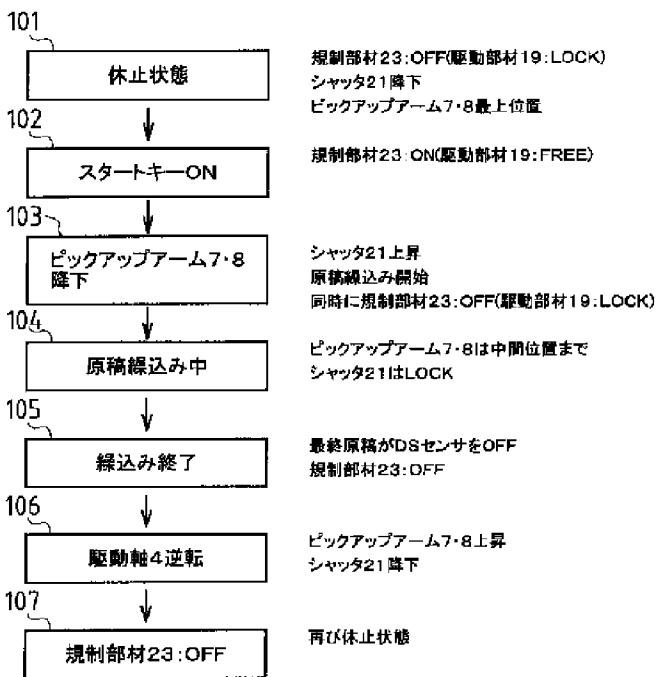 101
休止状態
規制部材23:OFF(駆動部材19:LOCK)
シャッタ21降下
ピックアップアーム7・8最上位置
102
スタートキーON
規制部材23:ON(駆動部材19:FREE)
103
ピックアップアーム7・8
降下
シャッタ21上昇
原稿繰込み開始
同時に規制部材23:OFF(駆動部材19:LOCK)
104
原稿繰込み中
ピックアップアーム7・8は中間位置まで
シャッタ21はLOCK
105
繰込み終了
最終原稿がDSセンサをOFF
規制部材23:OFF
106
駆動軸4逆転
ピックアップアーム7・8上昇
シャッタ21降下
107
規制部材23:OFF
再び休止状態